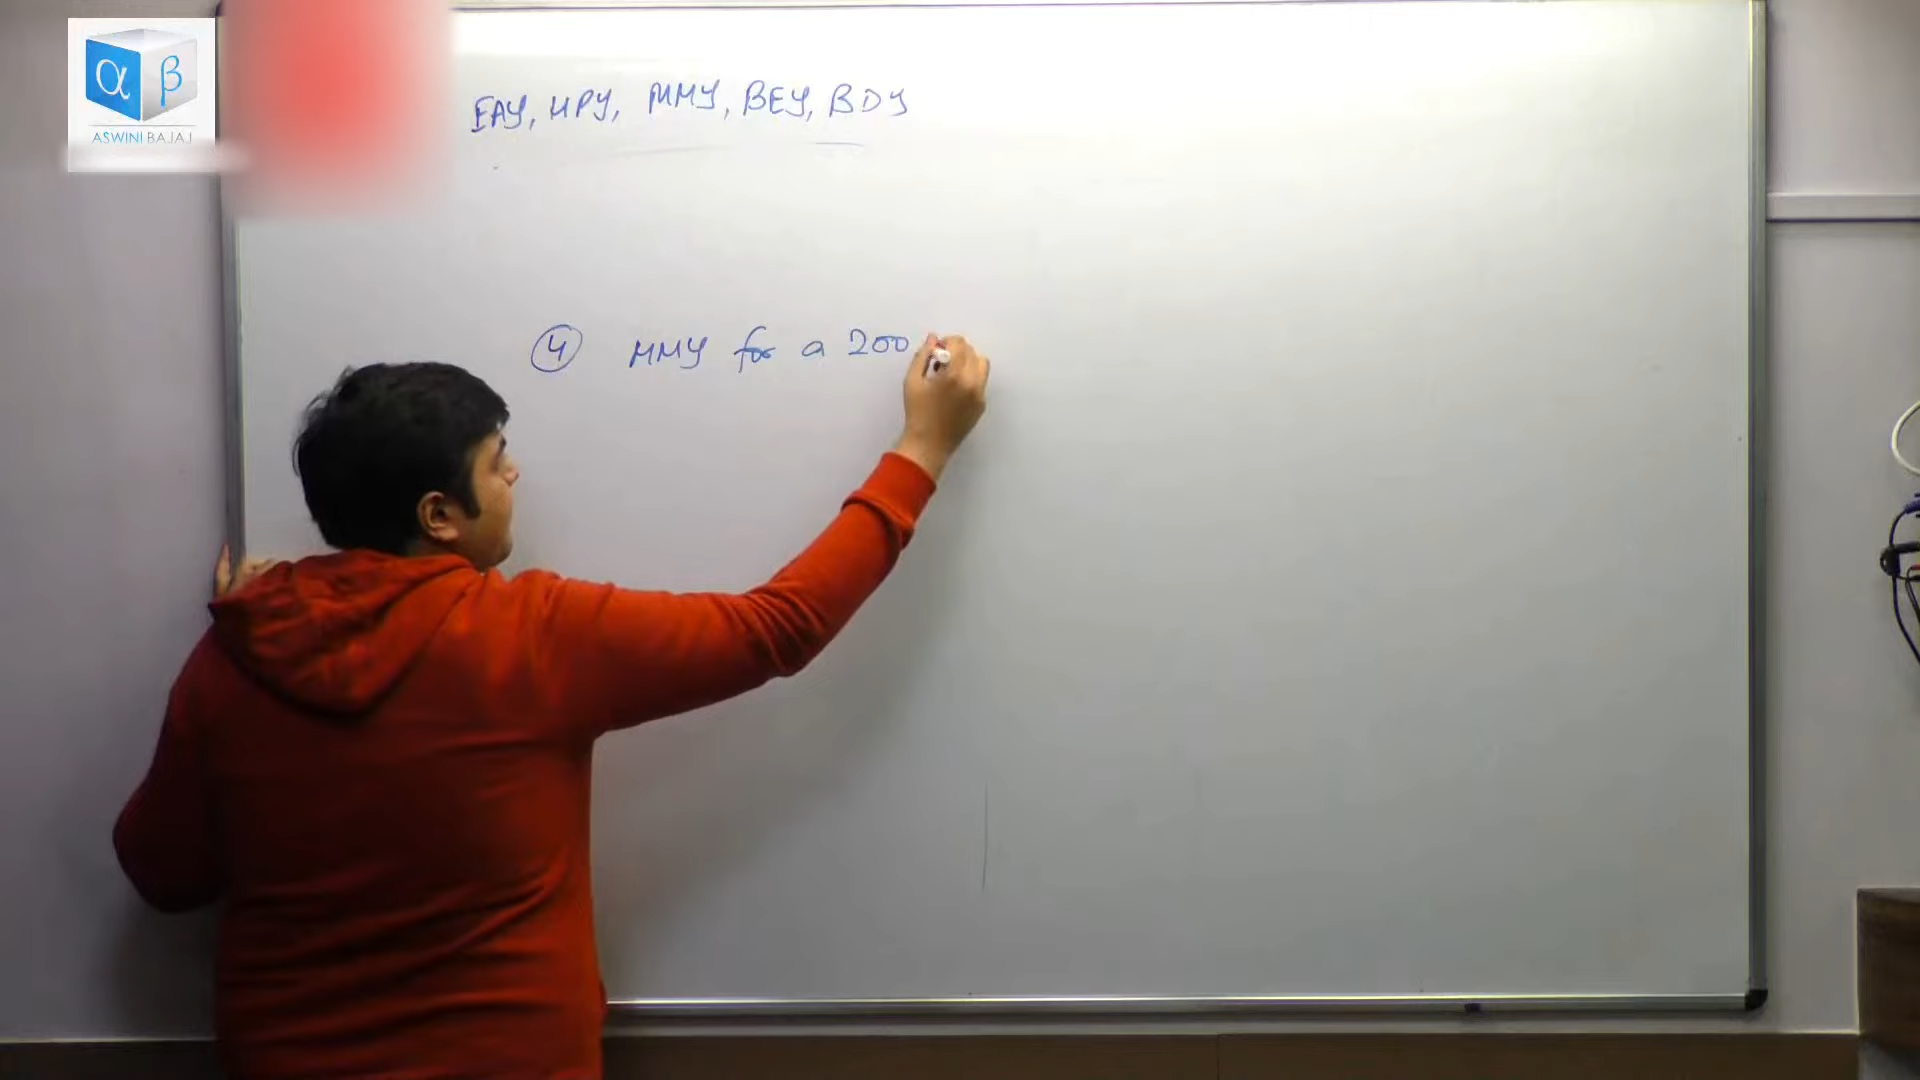 α β
ASWINI BAJAJ
EAY, HPY, MMY, BEY, BDY
④ MMY for a 200